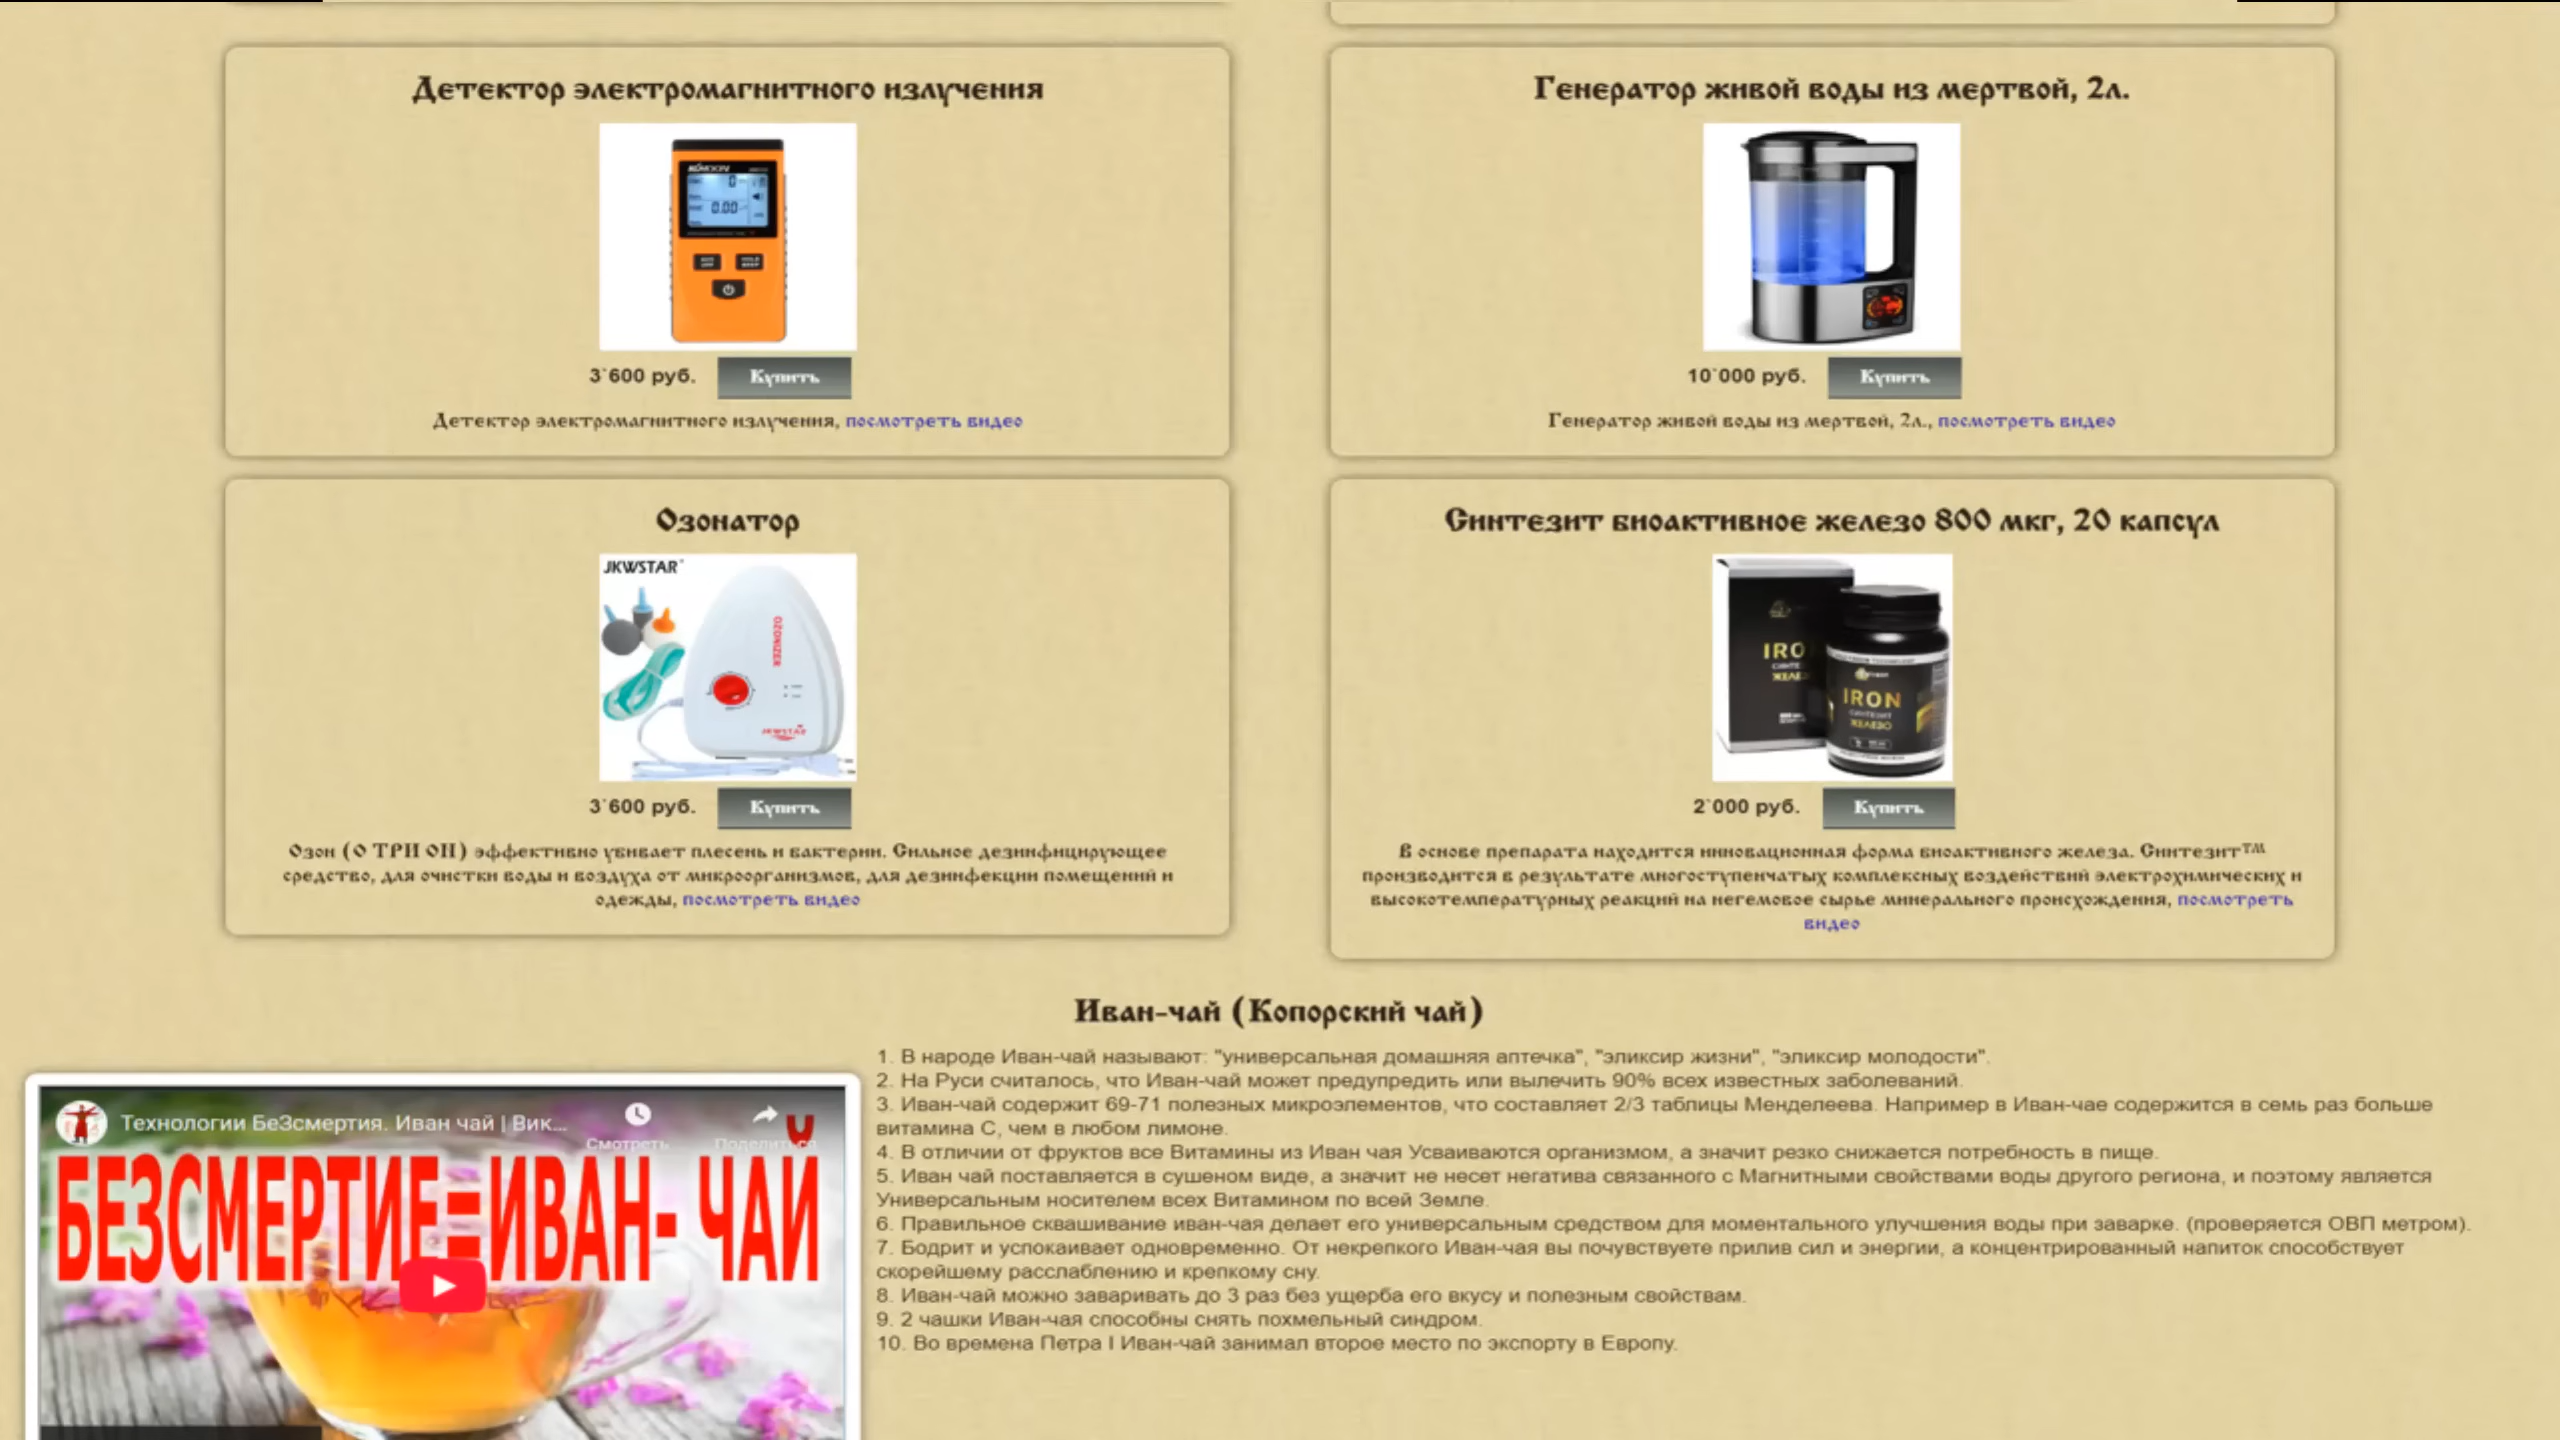 Детектор электромагнитного излучения
3`600 руб. Купить
Детектор электромагнитного излучения, посмотреть видео
Генератор живой воды из мертвой, 2л.
10`000 руб. Купить
Генератор живой воды из мертвой, 2л., посмотреть видео
Озонатор
JKWSTAR
OZONIZER
JKWSTAR
3`600 руб. Купить
Озон (О ТРИ ОН) эффективно убивает плесень и бактерии. Сильное дезинфицирующее
средство, для очистки воды и воздуха от микроорганизмов, для дезинфекции помещений и
одежды, посмотреть видео
Синтезит биоактивное железо 800 мкг, 20 капсул
IRON
СИНТЕЗИТ
ЖЕЛЕЗО
2`000 руб. Купить
В основе препарата находится инновационная форма биоактивного железа. Синтезит™
производится в результате многоступенчатых комплексных воздействий электрохимических и
высокотемпературных реакций на негемовое сырье минерального происхождения, посмотреть
видео
Иван-чай (Копорский чай)
Технологии БеЗсмертия. Иван чай | Вик...
Смотреть Поделиться
БЕЗСМЕРТИЕ=ИВАН- ЧАЙ
1. В народе Иван-чай называют: "универсальная домашняя аптечка", "эликсир жизни", "эликсир молодости".
2. На Руси считалось, что Иван-чай может предупредить или вылечить 90% всех известных заболеваний.
3. Иван-чай содержит 69-71 полезных микроэлементов, что составляет 2/3 таблицы Менделеева. Например в Иван-чае содержится в семь раз больше
витамина С, чем в любом лимоне.
4. В отличии от фруктов все Витамины из Иван чая Усваиваются организмом, а значит резко снижается потребность в пище.
5. Иван чай поставляется в сушеном виде, а значит не несет негатива связанного с Магнитными свойствами воды другого региона, и поэтому является
Универсальным носителем всех Витамином по всей Земле.
6. Правильное сквашивание иван-чая делает его универсальным средством для моментального улучшения воды при заварке. (проверяется ОВП метром).
7. Бодрит и успокаивает одновременно. От некрепкого Иван-чая вы почувствуете прилив сил и энергии, а концентрированный напиток способствует
скорейшему расслаблению и крепкому сну.
8. Иван-чай можно заваривать до 3 раз без ущерба его вкусу и полезным свойствам.
9. 2 чашки Иван-чая способны снять похмельный синдром.
10. Во времена Петра I Иван-чай занимал второе место по экспорту в Европу.